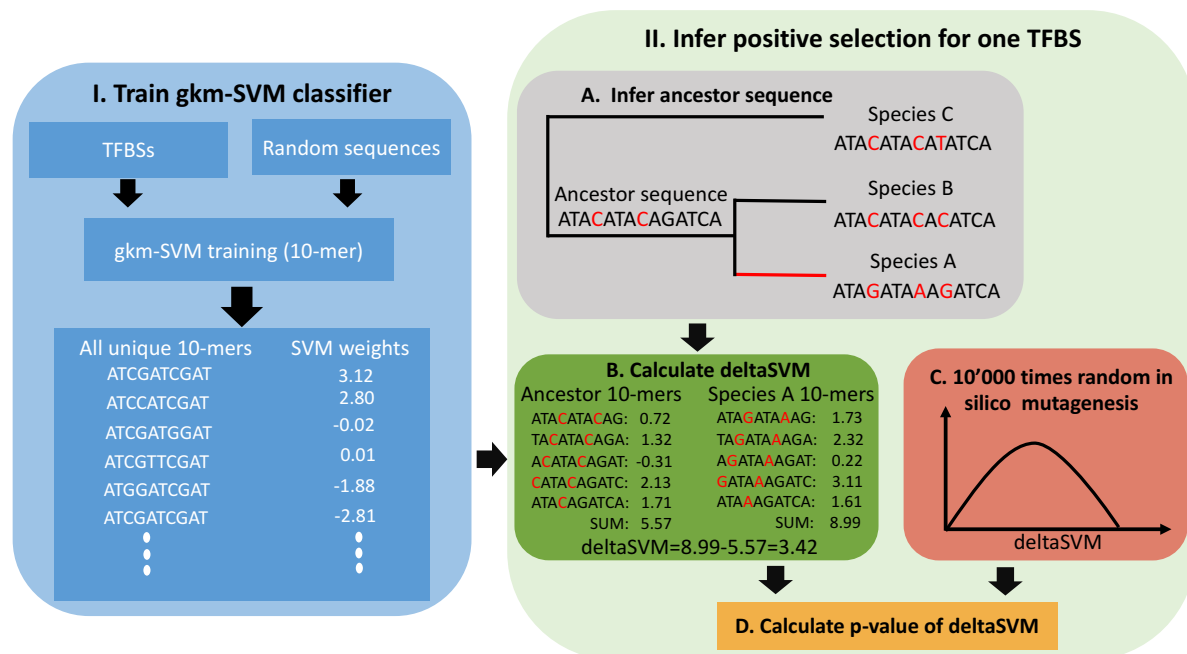 I. Train gkm-SVM classifier
TFBSs
Random sequences
gkm-SVM training (10-mer)
All unique 10-mers SVM weights
ATCGATCGAT 3.12
ATCCATCGAT 2.80
ATCGATGGAT -0.02
ATCGTTCGAT 0.01
ATGGATCGAT -1.88
ATCGATCGAT -2.81
II. Infer positive selection for one TFBS
A. Infer ancestor sequence
Species C
ATACATACATATCA
Ancestor sequence
ATACATACAGATCA
Species B
ATACATACACATCA
Species A
ATAGATAAAGATCA
B. Calculate deltaSVM
Ancestor 10-mers Species A 10-mers
ATACATACAG: 0.72 ATAGATAAAG: 1.73
TACATACAGA: 1.32 TAGATAAAGA: 2.32
ACATACAGAT: -0.31 AGATAAAGAT: 0.22
CATACAGATC: 2.13 GATAAAGATC: 3.11
ATACAGATCA: 1.71 ATAAAGATCA: 1.61
SUM: 5.57 SUM: 8.99
deltaSVM=8.99-5.57=3.42
C. 10'000 times random in
silico mutagenesis
deltaSVM
D. Calculate p-value of deltaSVM